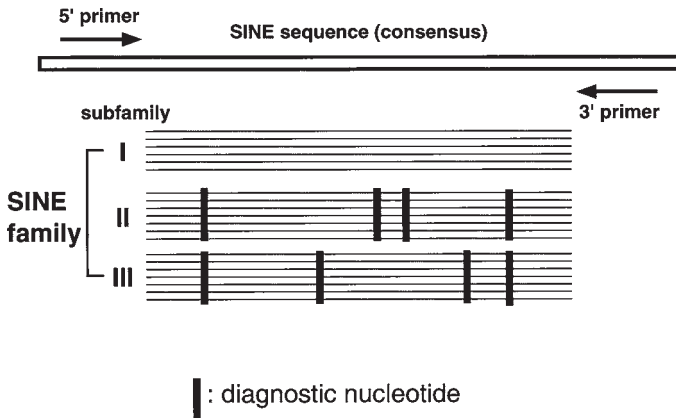 5' primer
SINE sequence (consensus)
3' primer
subfamily
I
SINE
family
II
III
: diagnostic nucleotide